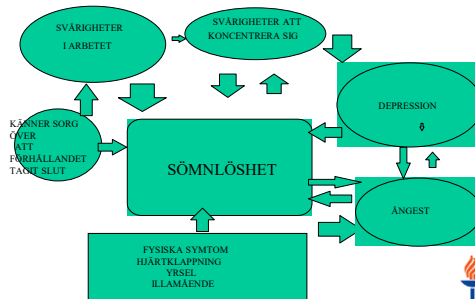 SVÅRIGHETER
I ARBETET
SVÅRIGHETER ATT
KONCENTRERA SIG
DEPRESSION
KÄNNER SORG
ÖVER
ATT
FÖRHÅLLANDET
TAGIT SLUT
SÖMNLÖSHET
ÅNGEST
FYSISKA SYMTOM
HJÄRTKLAPPNING
YRSEL
ILLAMÅENDE